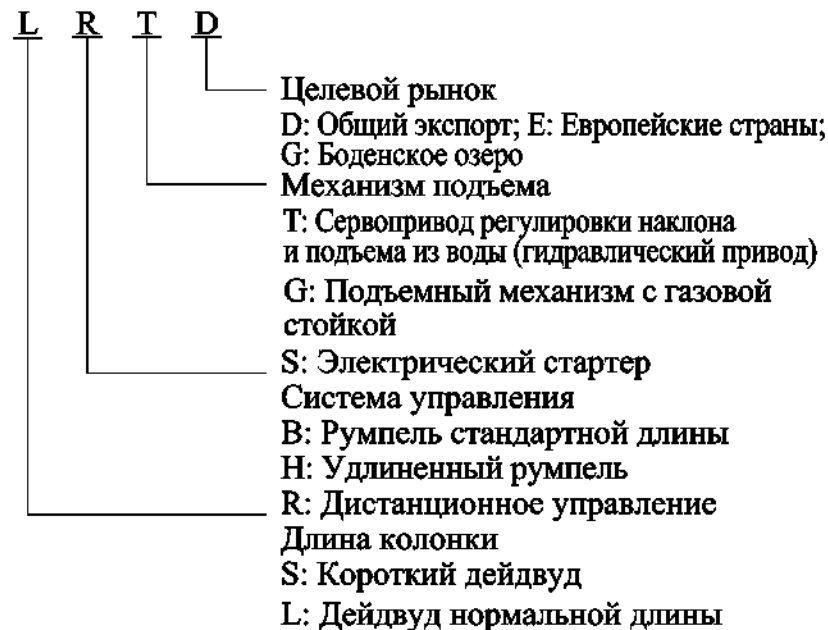 L R T D
Целевой рынок
D: Общий экспорт; E: Европейские страны;
G: Боденское озеро
Механизм подъема
T: Сервопривод регулировки наклона
и подъема из воды (гидравлический привод)
G: Подъемный механизм с газовой
стойкой
S: Электрический стартер
Система управления
B: Румпель стандартной длины
H: Удлиненный румпель
R: Дистанционное управление
Длина колонки
S: Короткий дейдвуд
L: Дейдвуд нормальной длины